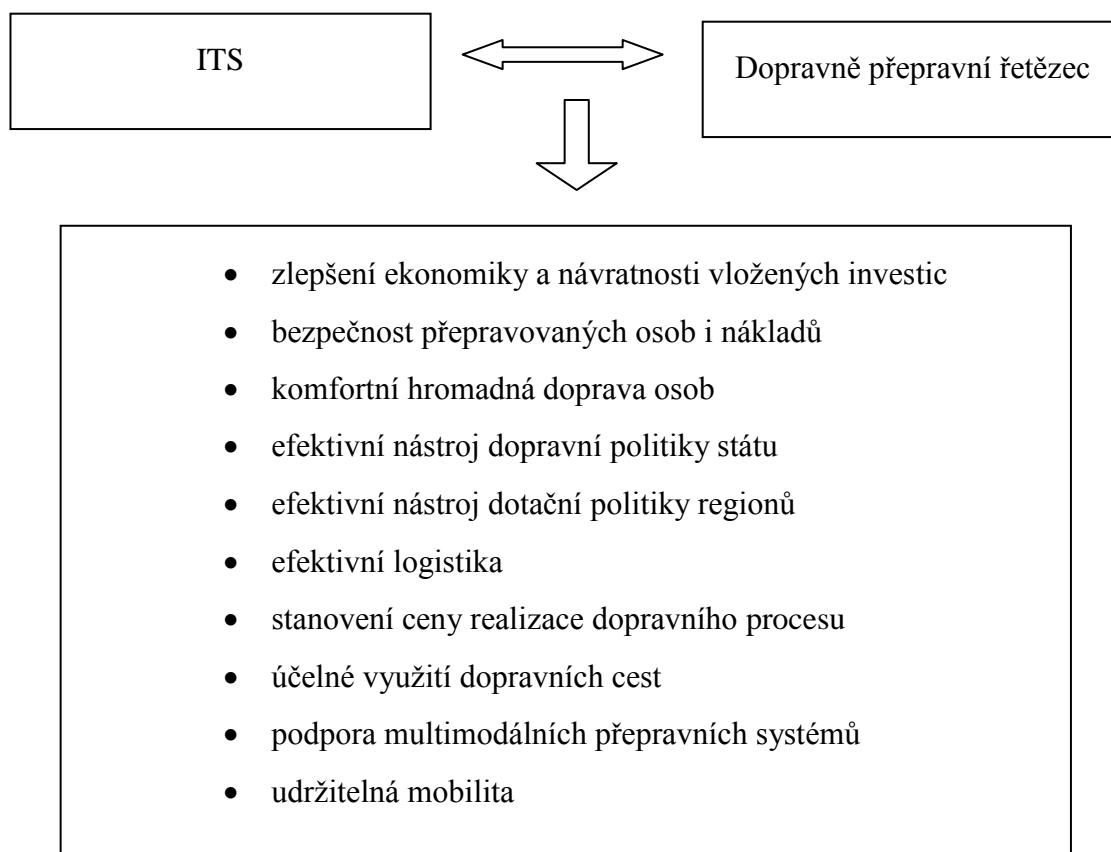 ITS
Dopravně přepravní řetězec
• zlepšení ekonomiky a návratnosti vložených investic
• bezpečnost přepravovaných osob i nákladů
• komfortní hromadná doprava osob
• efektivní nástroj dopravní politiky státu
• efektivní nástroj dotační politiky regionů
• efektivní logistika
• stanovení ceny realizace dopravního procesu
• účelné využití dopravních cest
• podpora multimodálních přepravních systémů
• udržitelná mobilita